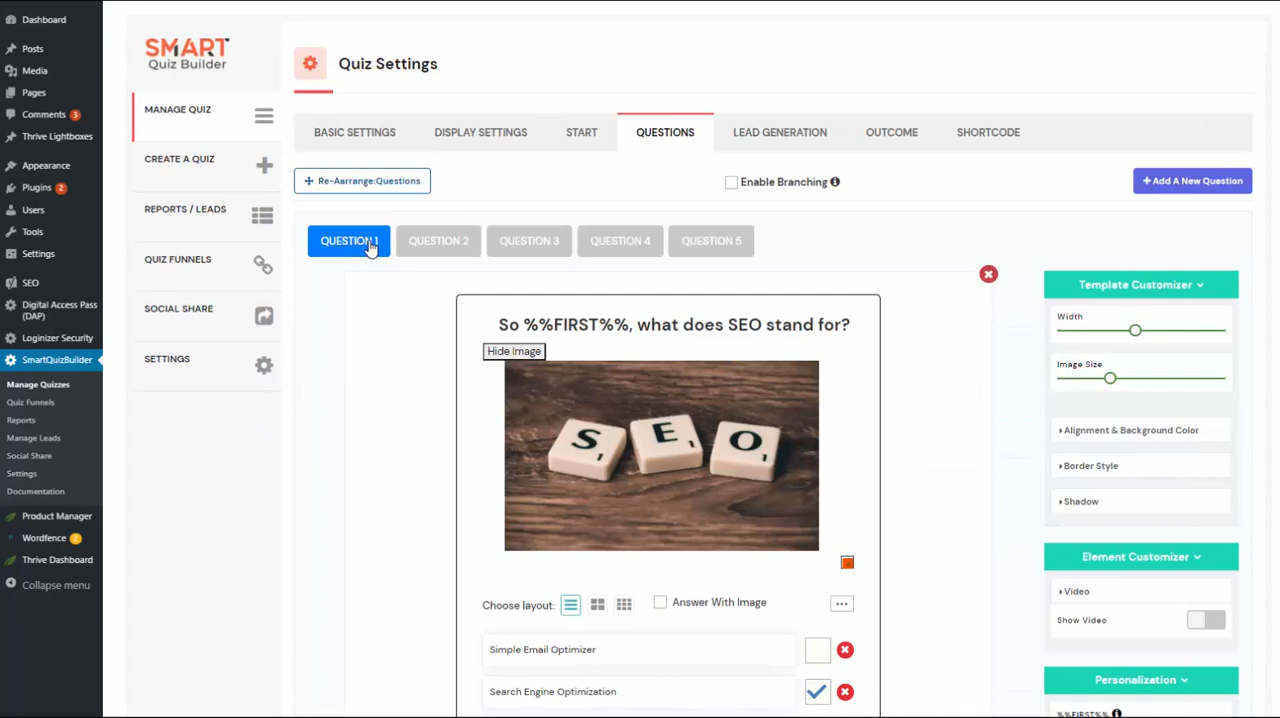 Dashboard
Posts
Media
Pages
Comments 3
Thrive Lightboxes
Appearance
Plugins 2
Users
Tools
Settings
SEO
Digital Access Pass
(DAP)
Loginizer Security
SmartQuizBuilder
Manage Quizzes
Quiz Funnels
Reports
Manage Leads
Social Share
Settings
Documentation
Product Manager
Wordfence 2
Thrive Dashboard
Collapse menu
SMART
Quiz Builder
MANAGE QUIZ
CREATE A QUIZ
REPORTS / LEADS
QUIZ FUNNELS
SOCIAL SHARE
SETTINGS
Quiz Settings
BASIC SETTINGS DISPLAY SETTINGS START QUESTIONS LEAD GENERATION OUTCOME SHORTCODE
Re-Aarrange:Questions Enable Branching + Add A New Question
QUESTION 1 QUESTION 2 QUESTION 3 QUESTION 4 QUESTION 5
So %%FIRST%%, what does SEO stand for?
Hide Image
S E O
Choose layout: Answer With Image ...
Simple Email Optimizer
Search Engine Optimization
Template Customizer
Width
Image Size
Alignment & Background Color
Border Style
Shadow
Element Customizer
Video
Show Video
Personalization
%%FIRST%%